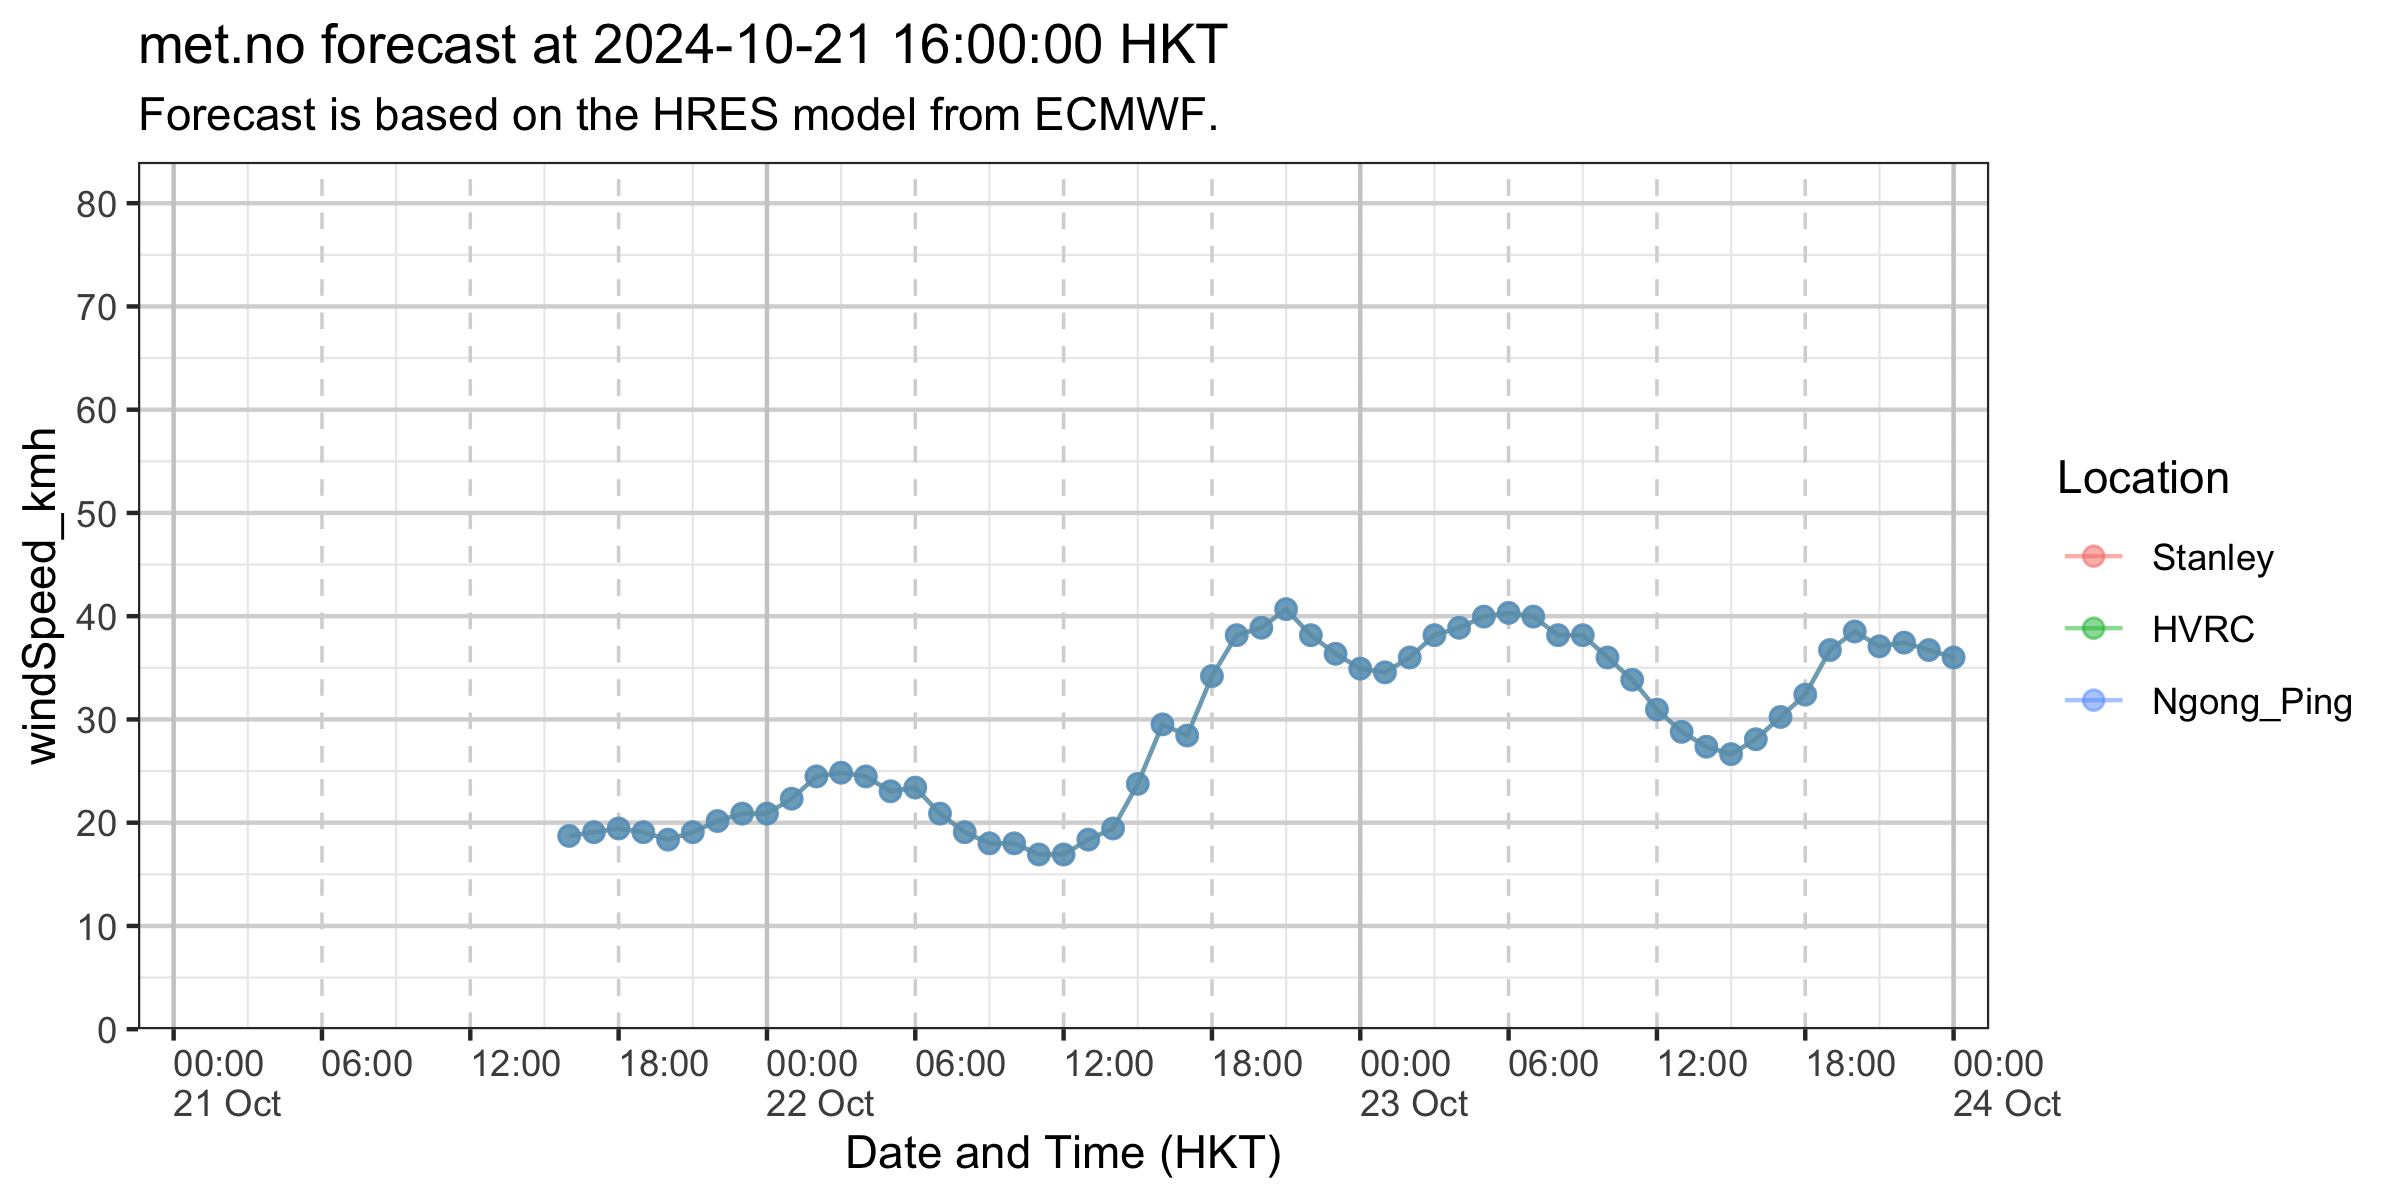 met.no forecast at 2024-10-21 16:00:00 HKT
Forecast is based on the HRES model from ECMWF.
windSpeed_kmh
80
70
60
50
40
30
20
10
0
00:00 06:00 12:00 18:00 00:00 06:00 12:00 18:00 00:00 06:00 12:00 18:00 00:00
21 Oct 22 Oct 23 Oct 24 Oct
Date and Time (HKT)
Location
Stanley
HVRC
Ngong_Ping